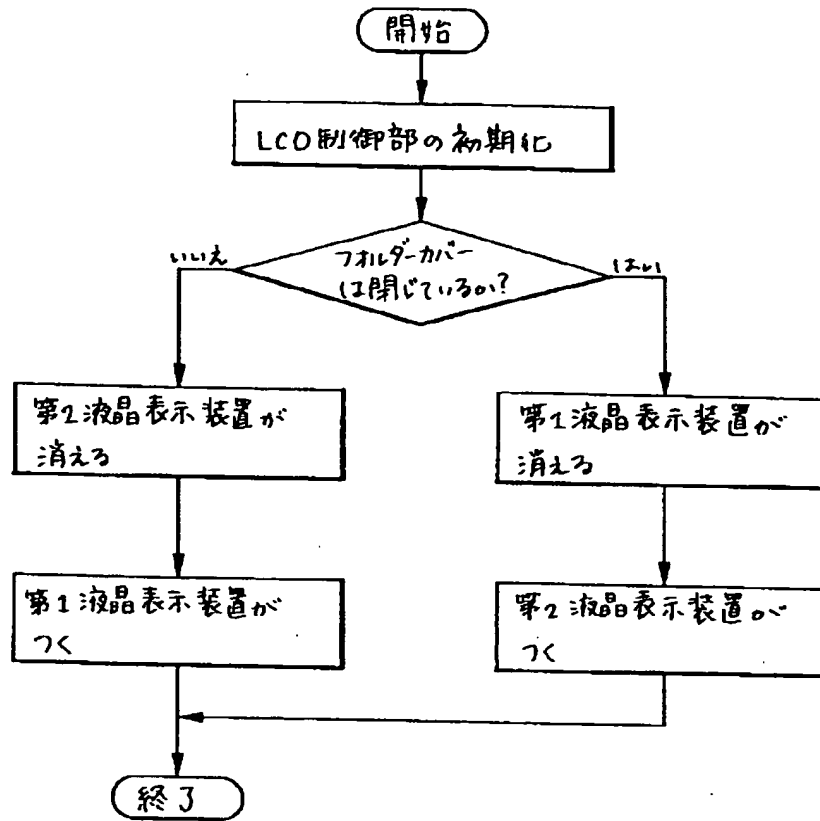 開始
LCD制御部の初期化
フォルダーカバー
は閉じているか?
いいえ
はい
第2液晶表示装置が
消える
第1液晶表示装置が
つく
第1液晶表示装置が
消える
第2液晶表示装置が
つく
終了